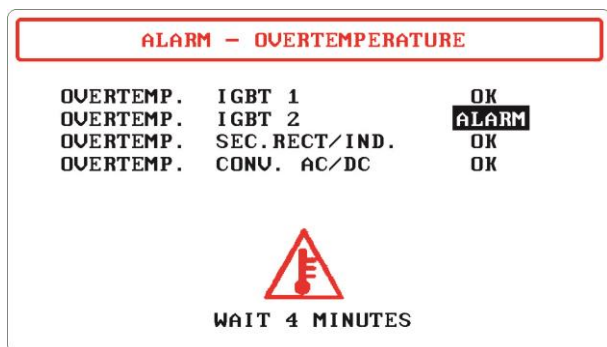 ALARM - OVERTEMPERATURE
OVERTEMP. IGBT 1 OK
OVERTEMP. IGBT 2 ALARM
OVERTEMP. SEC.RECT/IND. OK
OVERTEMP. CONV. AC/DC OK
WAIT 4 MINUTES